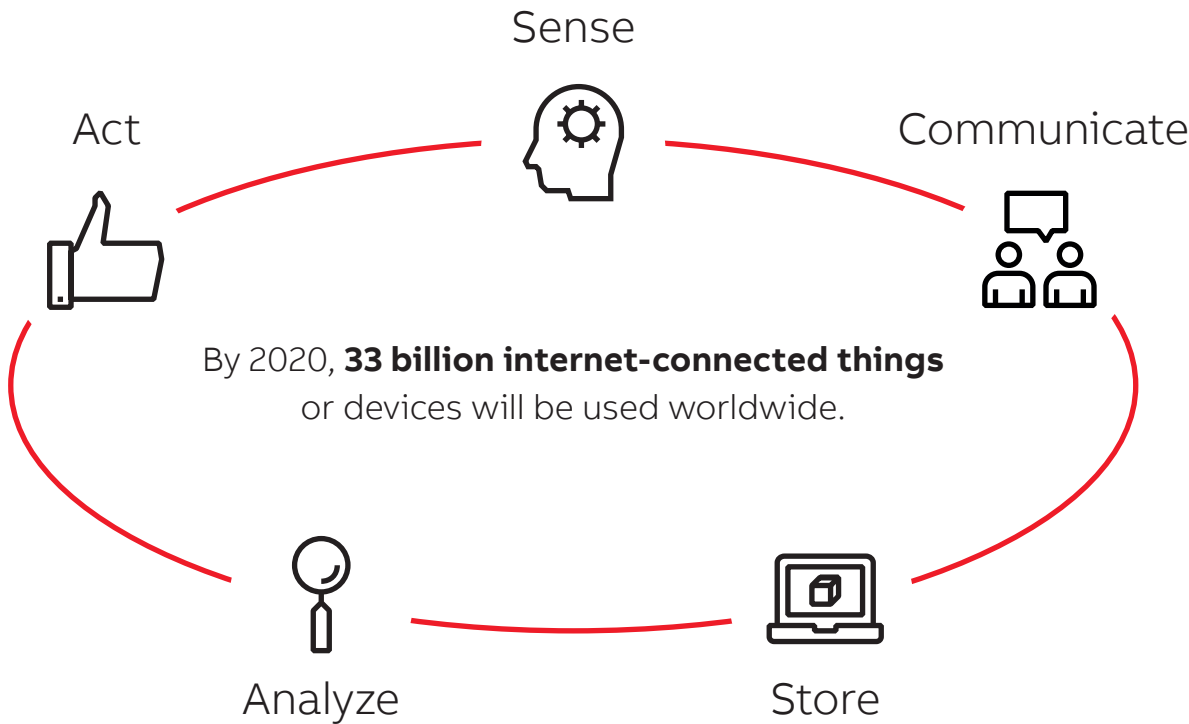 Sense
Act
Communicate
By 2020, 33 billion internet-connected things
or devices will be used worldwide.
Analyze
Store